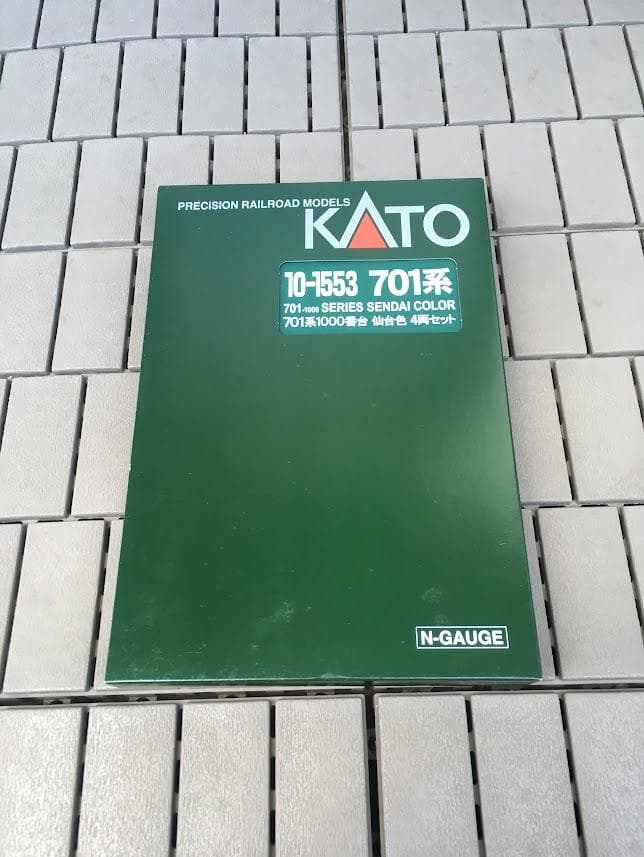 PRECISION RAILROAD MODELS
KATO
10-1553 701系
701-1000 SERIES SENDAI COLOR
701系1000番台 仙台色 4両セット
N-GAUGE